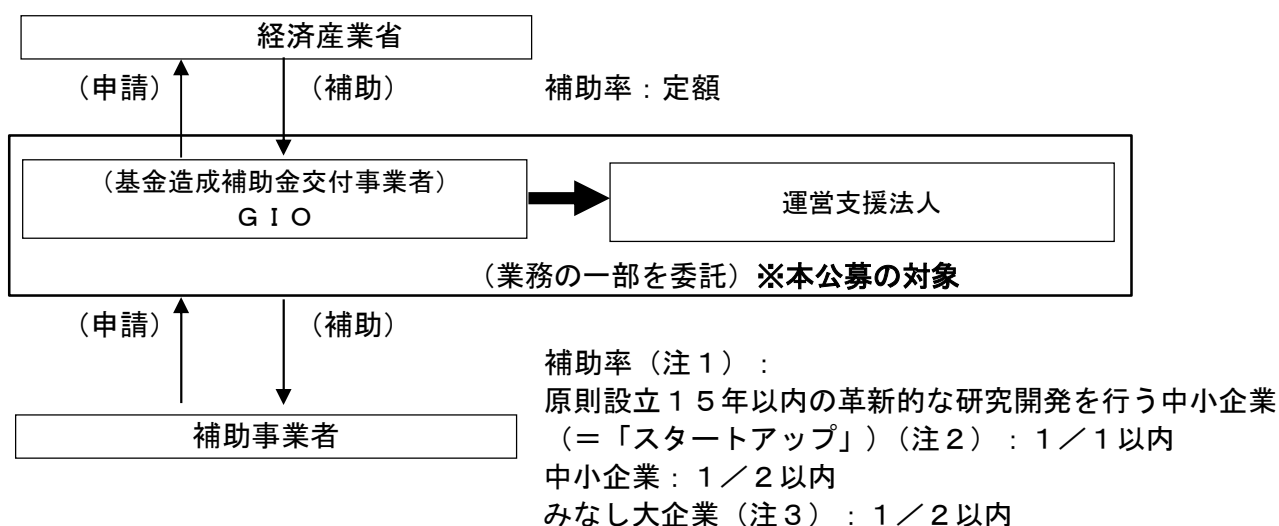 経済産業省
（申請）
（補助）
補助率：定額
（基金造成補助金交付事業者）
ＧＩＯ
運営支援法人
（業務の一部を委託）※本公募の対象
（申請）
（補助）
補助率（注１）：
原則設立１５年以内の革新的な研究開発を行う中小企業
（＝「スタートアップ」）（注２）：１／１以内
補助事業者
中小企業：１／２以内
みなし大企業（注３）：１／２以内